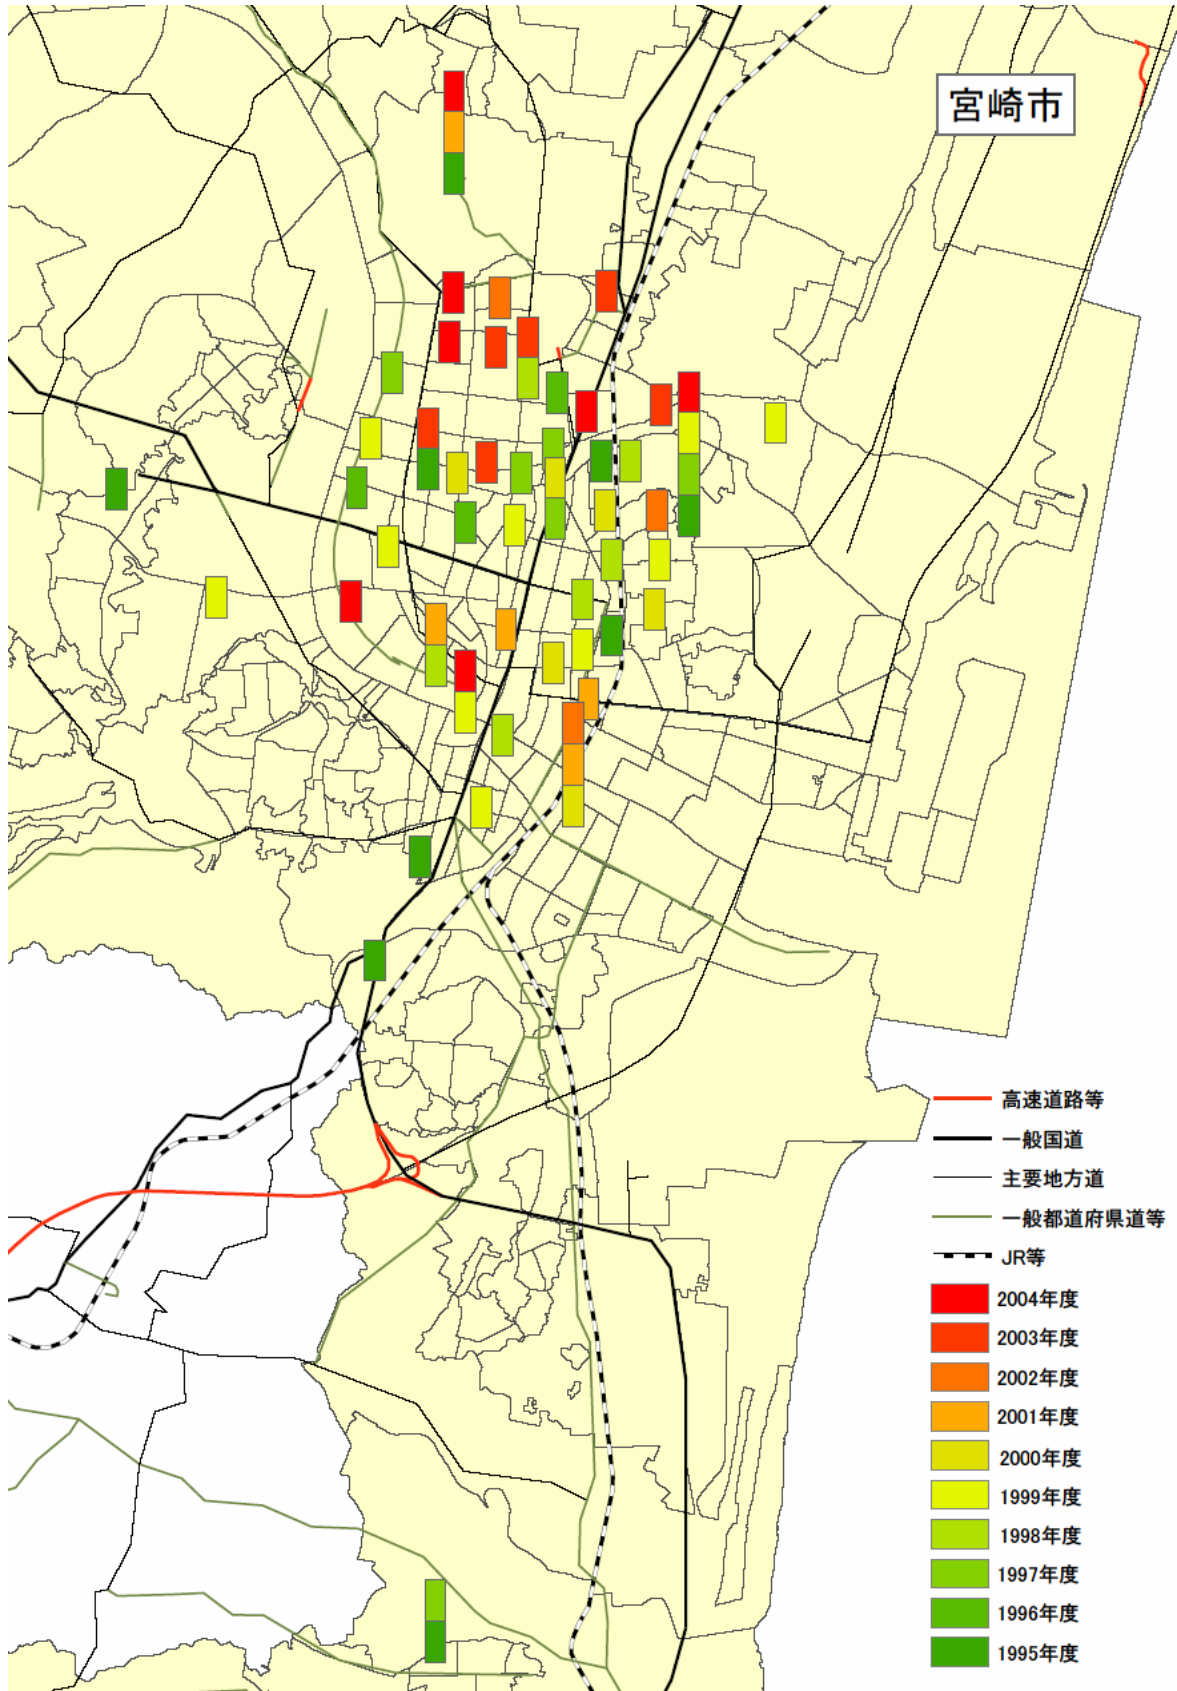 宮崎市
高速道路等
一般国道
主要地方道
一般都道府県道等
JR等
2004年度
2003年度
2002年度
2001年度
2000年度
1999年度
1998年度
1997年度
1996年度
1995年度